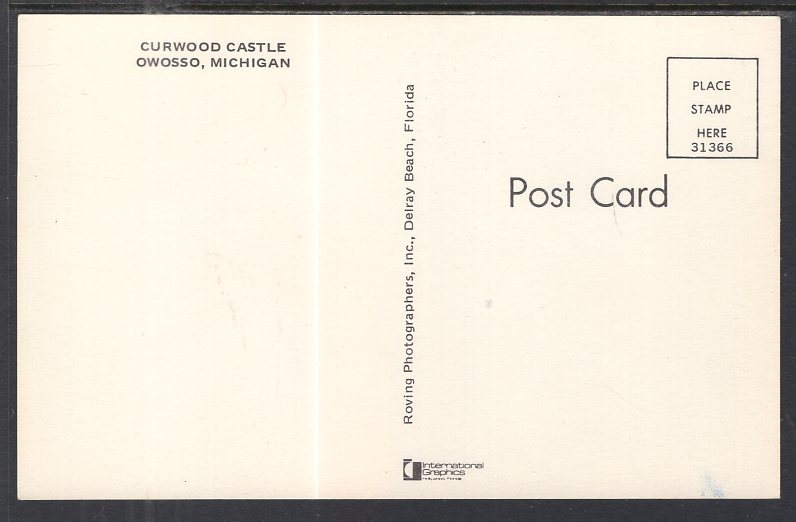 CURWOOD CASTLE
OWOSSO, MICHIGAN
Roving Photographers, Inc., Delray Beach, Florida
PLACE
STAMP
HERE
31366
Post Card
International
Graphics